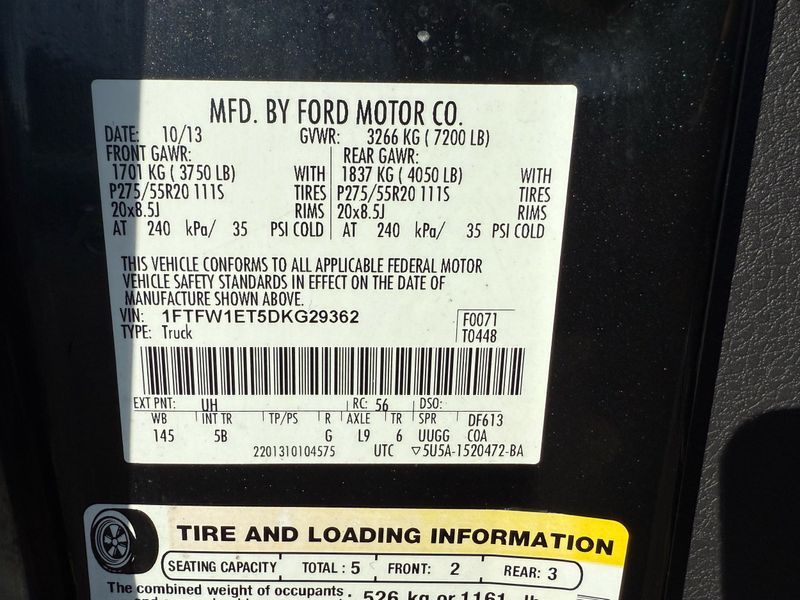 MFD. BY FORD MOTOR CO.
DATE: 10/13 GVWR: 3266 KG ( 7200 LB)
FRONT GAWR: REAR GAWR:
1701 KG ( 3750 LB) WITH 1837 KG ( 4050 LB) WITH
P275/55R20 111S TIRES P275/55R20 111S TIRES
20x8.5J RIMS 20x8.5J RIMS
AT 240 kPa/ 35 PSI COLD AT 240 kPa/ 35 PSI COLD
THIS VEHICLE CONFORMS TO ALL APPLICABLE FEDERAL MOTOR
VEHICLE SAFETY STANDARDS IN EFFECT ON THE DATE OF
MANUFACTURE SHOWN ABOVE.
VIN: 1FTFW1ET5DKG29362 F0071
TYPE: Truck T0448
EXT PNT: UH RC: 56 DSO:
WB INT TR TP/PS R AXLE TR SPR DF613
145 5B G L9 6 UUGG COA
2201310104575 UTC ▽5U5A-1520472-BA
TIRE AND LOADING INFORMATION
SEATING CAPACITY TOTAL : 5 FRONT: 2 REAR: 3
The combined weight of occupants
526 kg or 1161